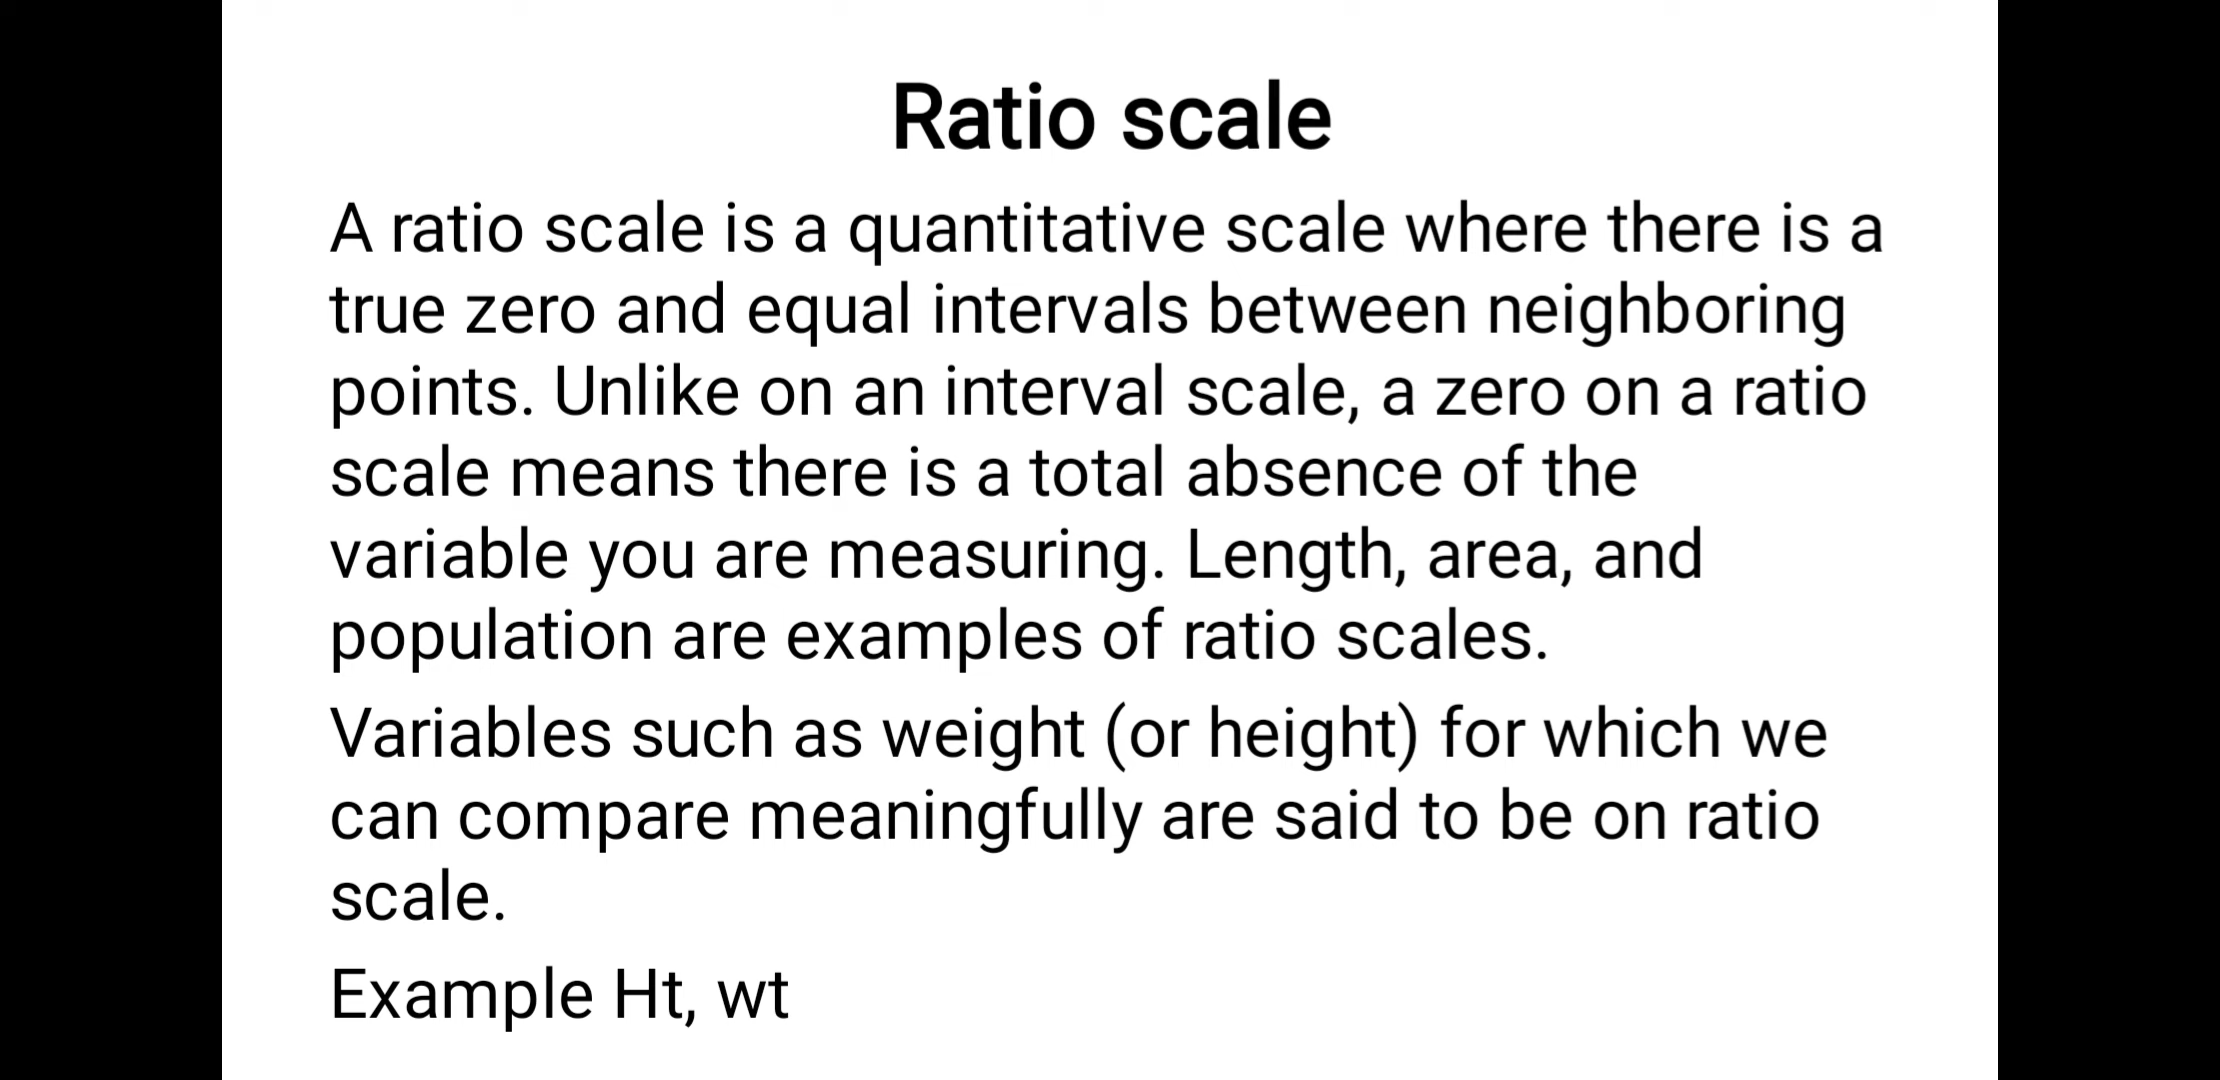 Ratio scale
A ratio scale is a quantitative scale where there is a
true zero and equal intervals between neighboring
points. Unlike on an interval scale, a zero on a ratio
scale means there is a total absence of the
variable you are measuring. Length, area, and
population are examples of ratio scales.
Variables such as weight (or height) for which we
can compare meaningfully are said to be on ratio
scale.
Example Ht, wt